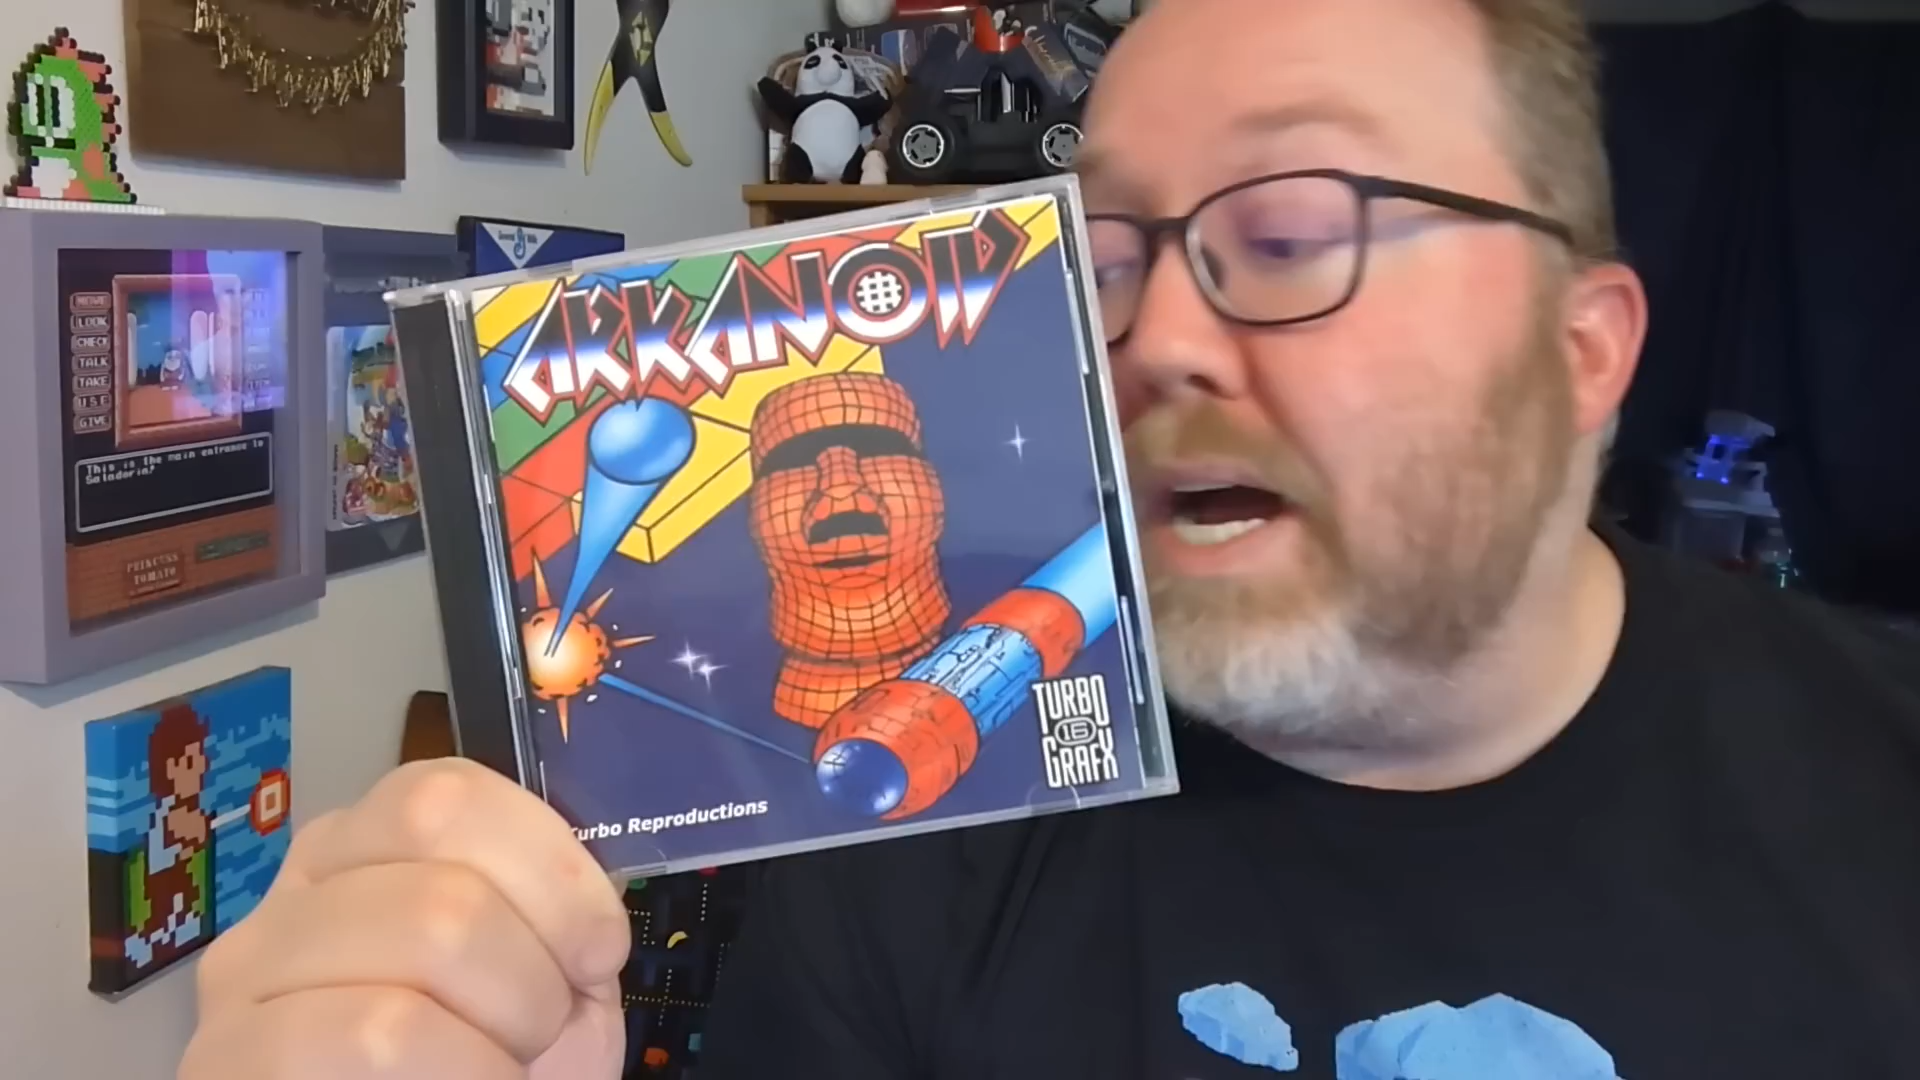 ARKANOID
TURBO
16
GRAFX
Turbo Reproductions
MOVE
LOOK
CHECK
TALK
TAKE
USE
GIVE
This is the main entrance to
Saladoria!
PRINCESS
TOMATO